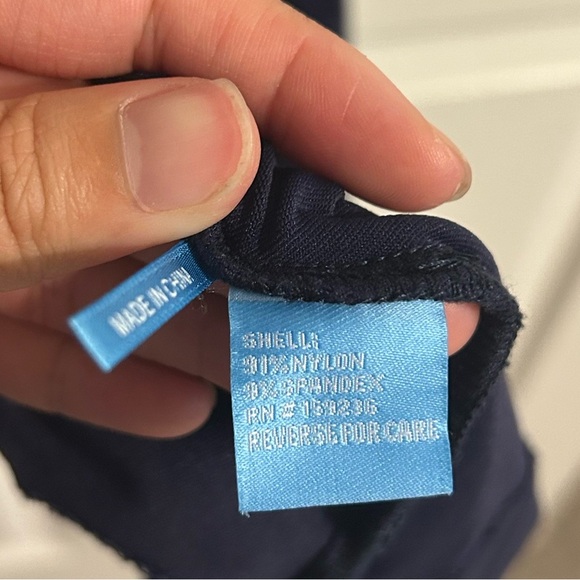 MADE IN CHINA
SHELL:
91%NYLON
9%SPANDEX
RN # 159236
REVERSE FOR CARE